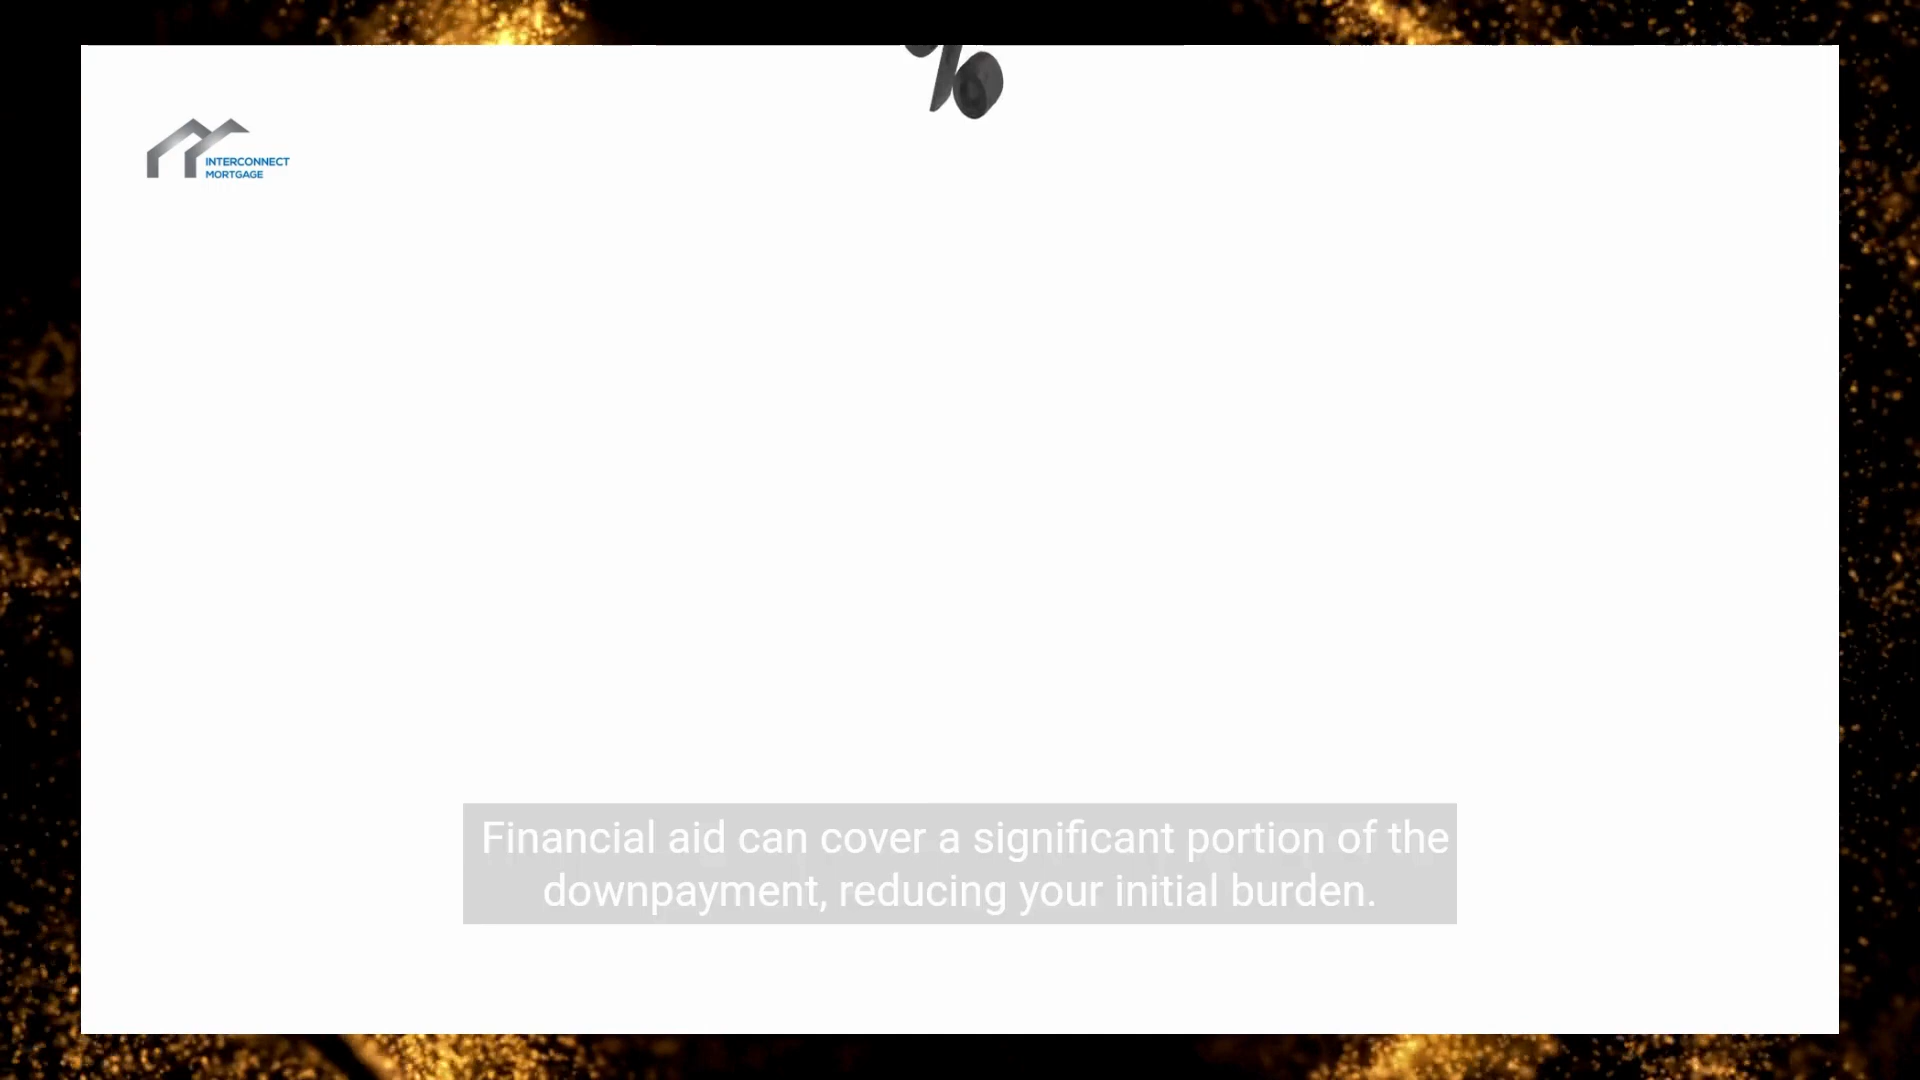 %
INTERCONNECT
MORTGAGE
Financial aid can cover a significant portion of the
downpayment, reducing your initial burden.